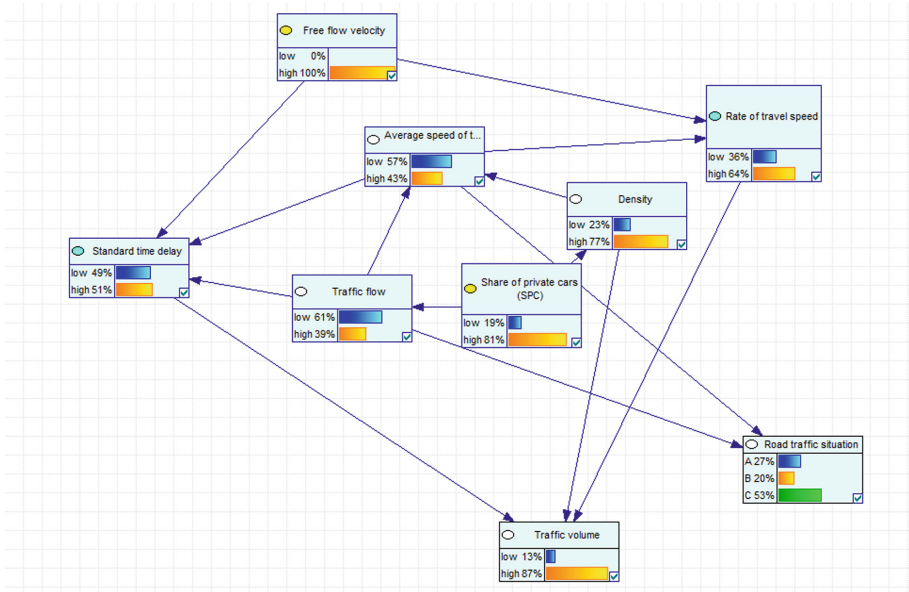 Free flow velocity
low 0%
high 100%
Rate of travel speed
low 36%
high 64%
Average speed of t...
low 57%
high 43%
Density
low 23%
high 77%
Standard time delay
low 49%
high 51%
Traffic flow
low 61%
high 39%
Share of private cars
(SPC)
low 19%
high 81%
Road traffic situation
A 27%
B 20%
C 53%
Traffic volume
low 13%
high 87%